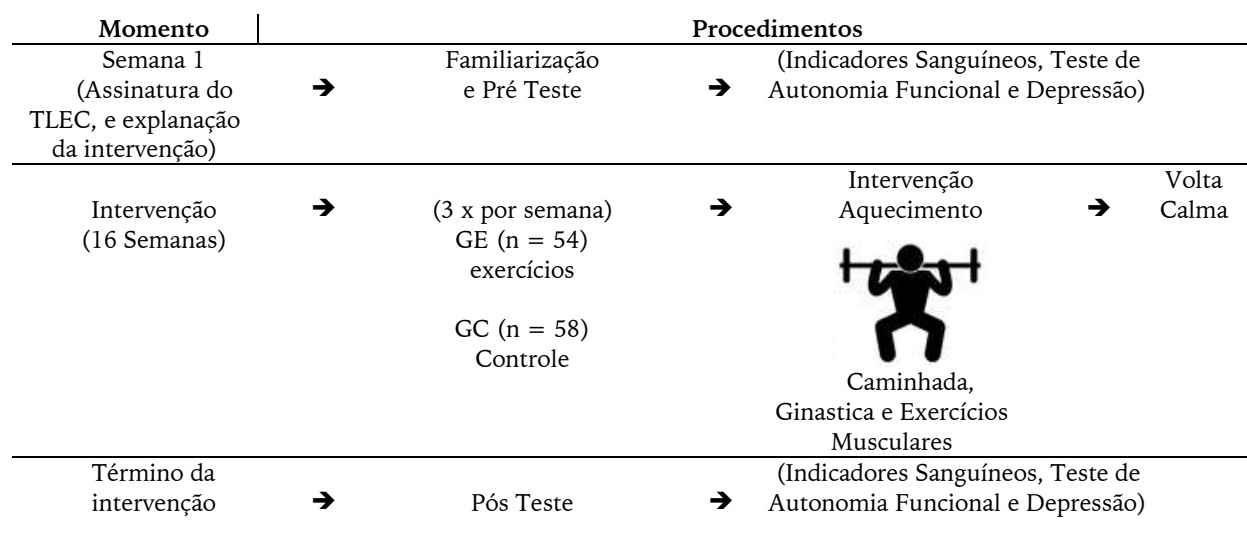 Momento Procedimentos
Semana 1
(Assinatura do
TLEC, e explanação
da intervenção)
Familiarização
e Pré Teste
(Indicadores Sanguíneos, Teste de
Autonomia Funcional e Depressão)
Intervenção
(16 Semanas)
(3 x por semana)
GE (n = 54)
exercícios
GC (n = 58)
Controle
Intervenção
Aquecimento
Caminhada,
Ginastica e Exercícios
Musculares
Volta
Calma
Término da
intervenção
Pós Teste
(Indicadores Sanguíneos, Teste de
Autonomia Funcional e Depressão)